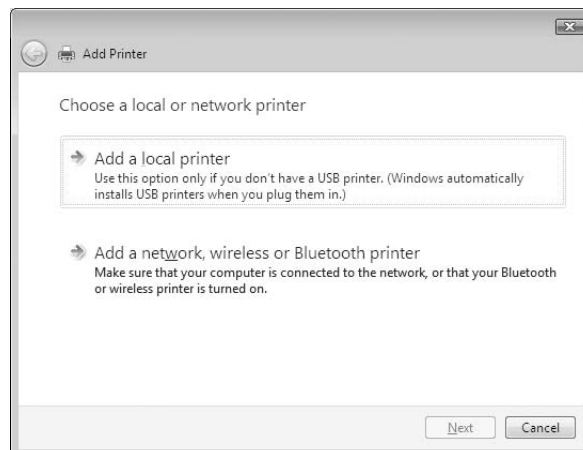 Add Printer
Choose a local or network printer
Add a local printer
Use this option only if you don't have a USB printer. (Windows automatically
installs USB printers when you plug them in.)
Add a network, wireless or Bluetooth printer
Make sure that your computer is connected to the network, or that your Bluetooth
or wireless printer is turned on.
Next
Cancel